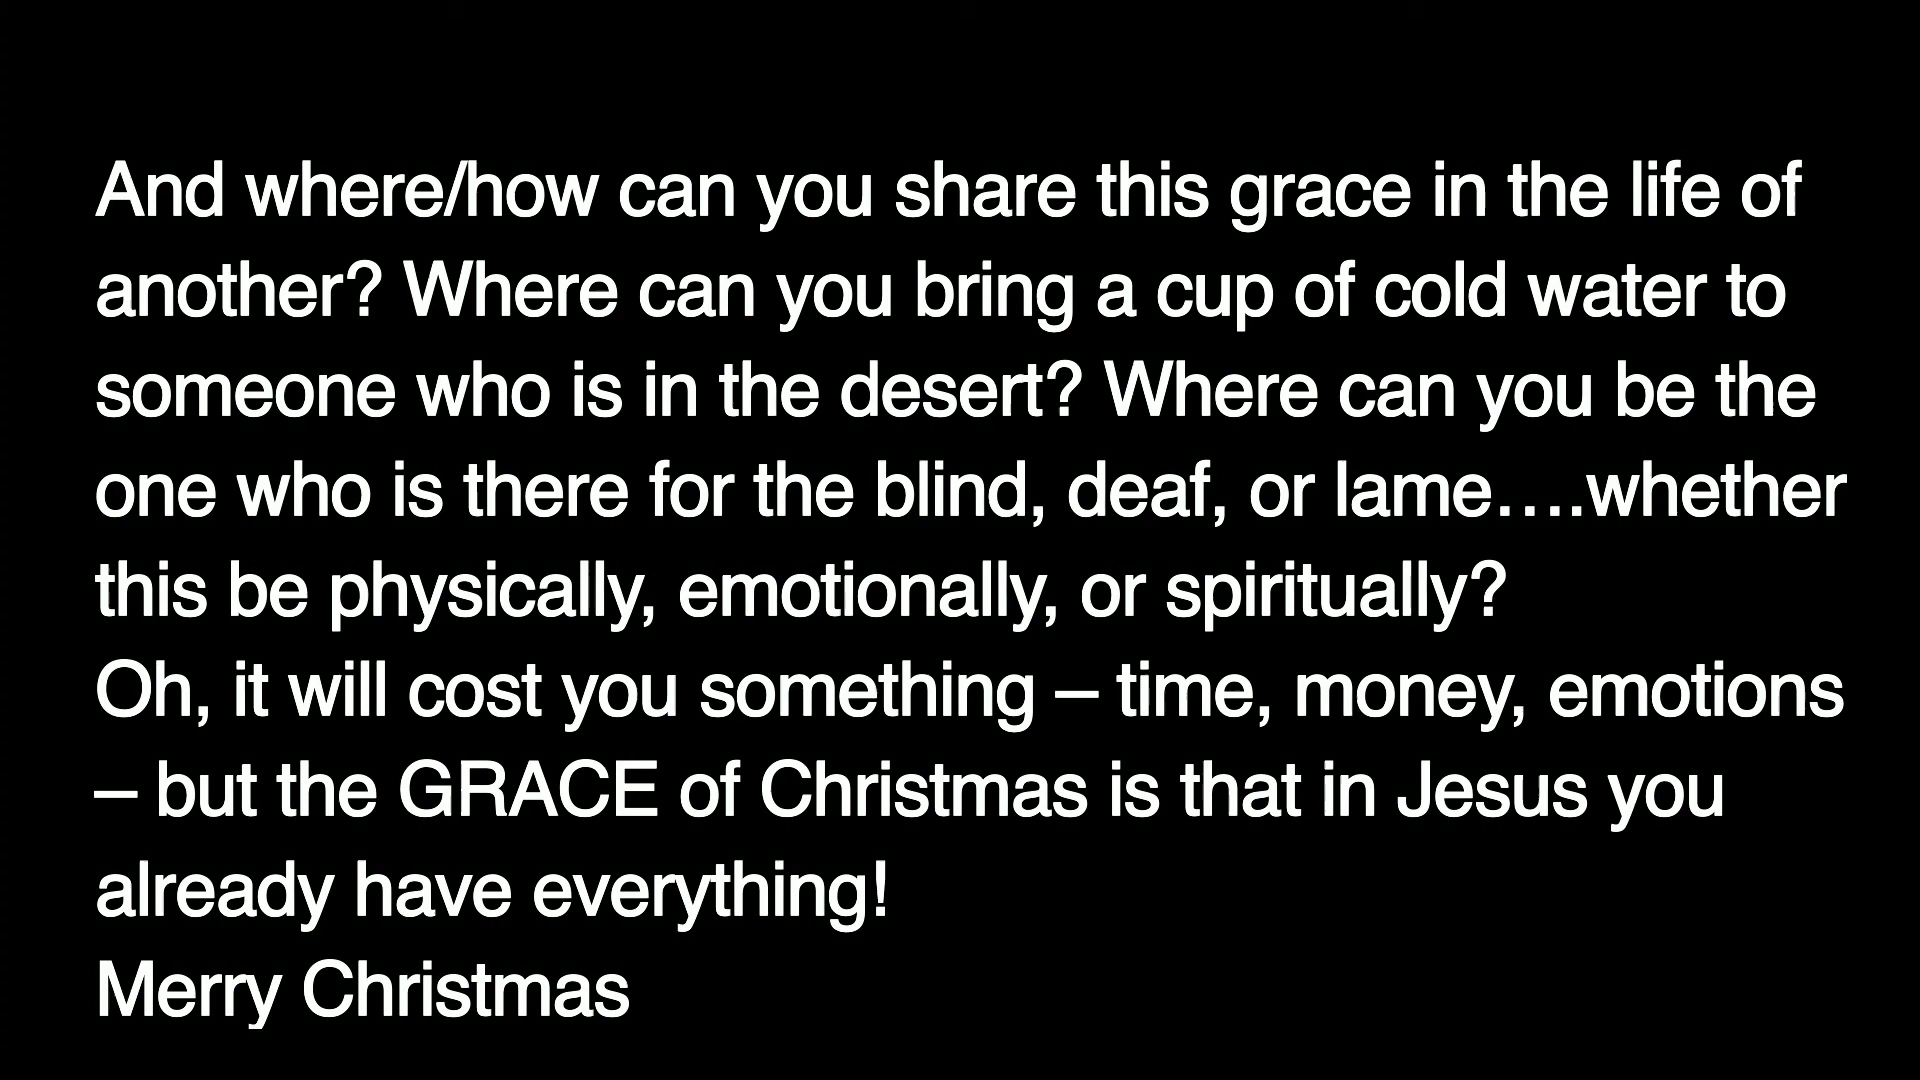 And where/how can you share this grace in the life of
another? Where can you bring a cup of cold water to
someone who is in the desert? Where can you be the
one who is there for the blind, deaf, or lame….whether
this be physically, emotionally, or spiritually?
Oh, it will cost you something – time, money, emotions
– but the GRACE of Christmas is that in Jesus you
already have everything!
Merry Christmas